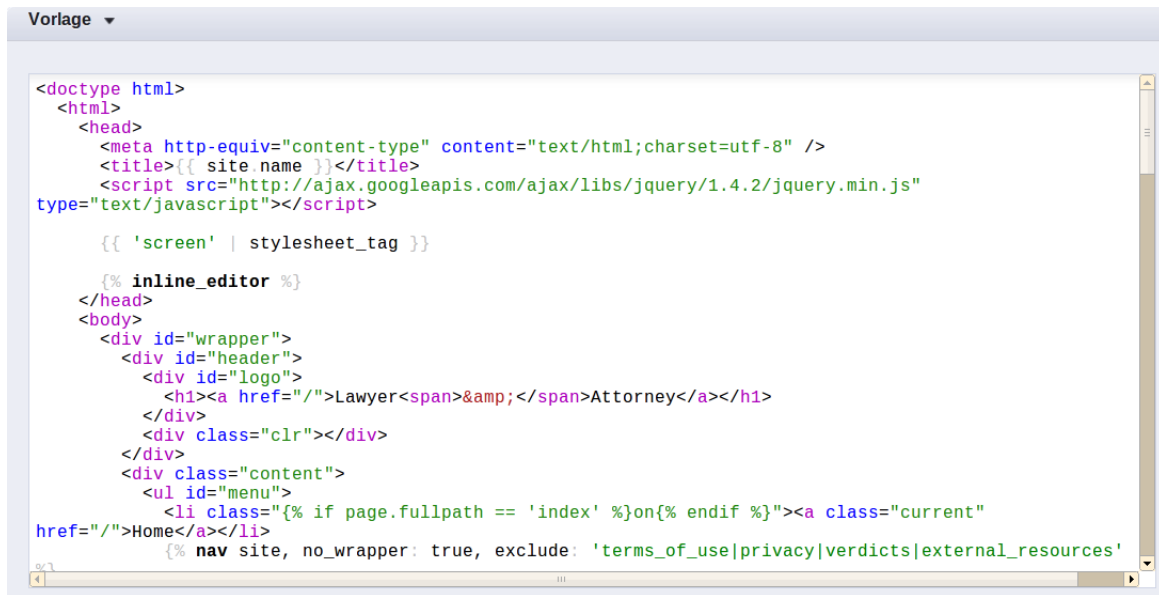 Vorlage
<doctype html>
<html>
<head>
<meta http-equiv="content-type" content="text/html;charset=utf-8" />
<title>{{ site.name }}</title>
<script src="http://ajax.googleapis.com/ajax/libs/jquery/1.4.2/jquery.min.js"
type="text/javascript"></script>
{{ 'screen' | stylesheet_tag }}
{% inline_editor %}
</head>
<body>
<div id="wrapper">
<div id="header">
<div id="logo">
<h1><a href="/">Lawyer<span>&amp;</span>Attorney</a></h1>
</div>
<div class="clr"></div>
</div>
<div class="content">
<ul id="menu">
<li class="{% if page.fullpath == 'index' %}on{% endif %}"><a class="current"
href="/">Home</a></li>
{% nav site, no_wrapper: true, exclude: 'terms_of_use|privacy|verdicts|external_resources'
%}